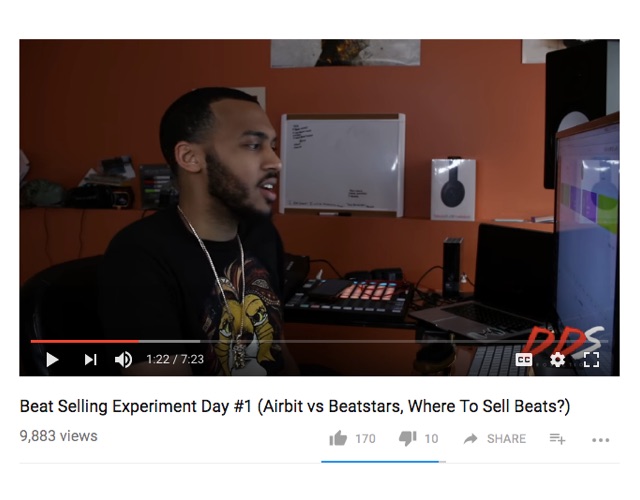 DDS
1:22 / 7:23
CC
Beat Selling Experiment Day #1 (Airbit vs Beatstars, Where To Sell Beats?)
9,883 views
170
10
SHARE